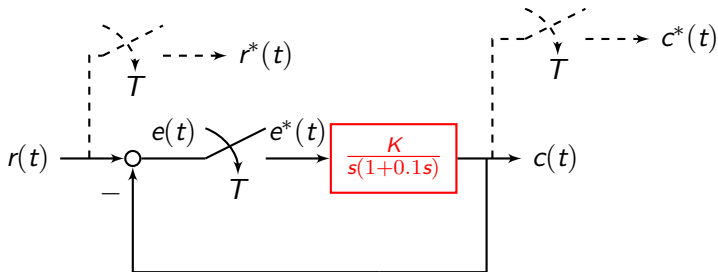 c*(t)
r*(t)
T
T
e(t)
e*(t)
K
s(1+0.1s)
r(t)
c(t)
T
−